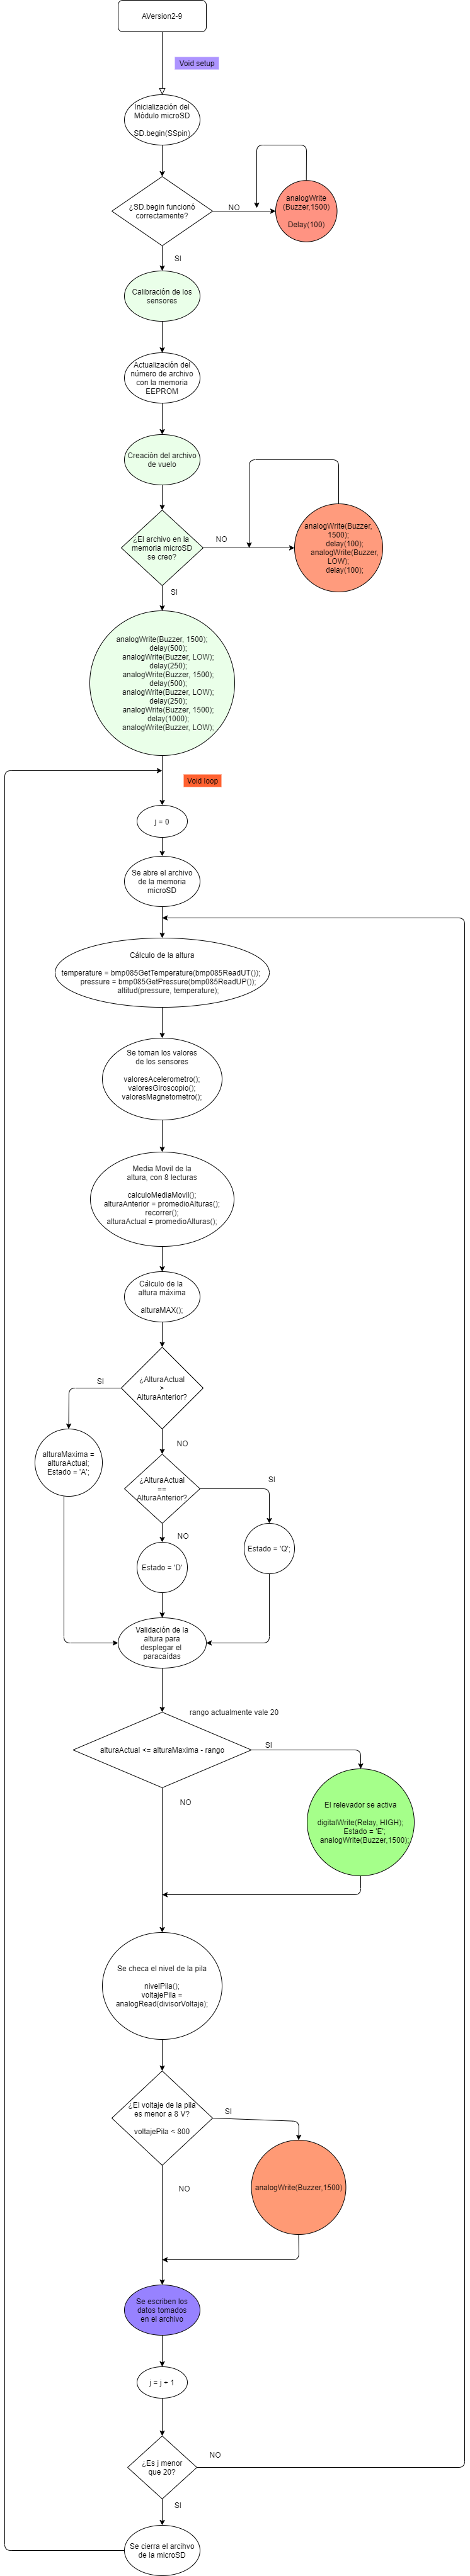 AVersion2-9
Void setup
Inicialización del
Módulo microSD
SD.begin(SSpin)
¿SD.begin funcionó
correctamente?
NO
analogWrite
(Buzzer,1500)
Delay(100)
SI
Calibración de los
sensores
Actualización del
número de archivo
con la memoria
EEPROM
Creación del archivo
de vuelo
¿El archivo en la
memoria microSD
se creo?
NO
analogWrite(Buzzer,
1500);
delay(100);
analogWrite(Buzzer,
LOW);
delay(100);
SI
analogWrite(Buzzer, 1500);
delay(500);
analogWrite(Buzzer, LOW);
delay(250);
analogWrite(Buzzer, 1500);
delay(500);
analogWrite(Buzzer, LOW);
delay(250);
analogWrite(Buzzer, 1500);
delay(1000);
analogWrite(Buzzer, LOW);
Void loop
j = 0
Se abre el archivo
de la memoria
microSD
Cálculo de la altura
temperature = bmp085GetTemperature(bmp085ReadUT());
pressure = bmp085GetPressure(bmp085ReadUP());
altitud(pressure, temperature);
Se toman los valores
de los sensores
valoresAcelerometro();
valoresGiroscopio();
valoresMagnetometro();
Media Movil de la
altura, con 8 lecturas
calculoMediaMovil();
alturaAnterior = promedioAlturas();
recorrer();
alturaActual = promedioAlturas();
Cálculo de la
altura máxima
alturaMAX();
¿AlturaActual
>
AlturaAnterior?
SI
alturaMaxima =
alturaActual;
Estado = 'A';
NO
¿AlturaActual
==
AlturaAnterior?
SI
Estado = 'Q';
NO
Estado = 'D'
Validación de la
altura para
desplegar el
paracaídas
rango actualmente vale 20
alturaActual <= alturaMaxima - rango
SI
El relevador se activa
digitalWrite(Relay, HIGH);
Estado = 'E';
analogWrite(Buzzer,1500);
NO
Se checa el nivel de la pila
nivelPila();
voltajePila =
analogRead(divisorVoltaje);
¿El voltaje de la pila
es menor a 8 V?
voltajePila < 800
SI
analogWrite(Buzzer,1500)
NO
Se escriben los
datos tomados
en el archivo
j = j + 1
¿Es j menor
que 20?
NO
SI
Se cierra el arcihvo
de la microSD